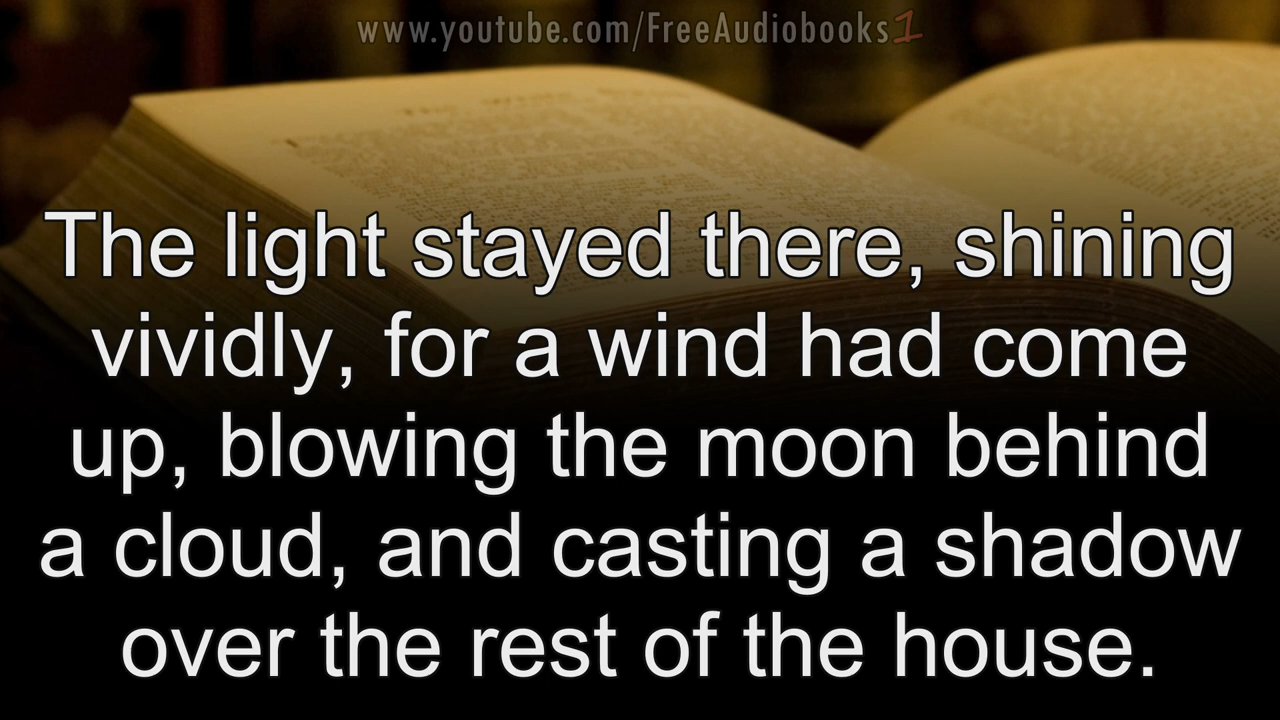 www.youtube.com/FreeAudiobooks1
The light stayed there, shining
vividly, for a wind had come
up, blowing the moon behind
a cloud, and casting a shadow
over the rest of the house.